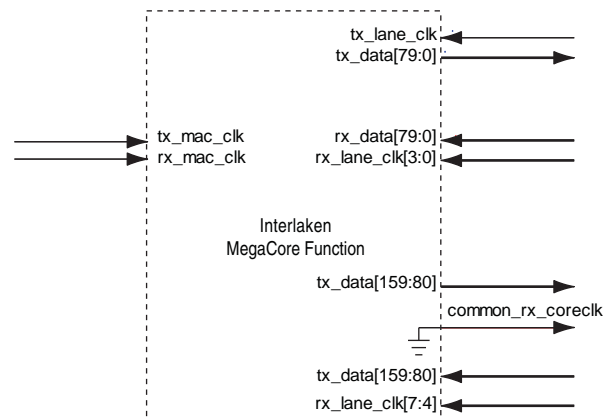 tx_lane_clk
tx_data[79:0]
tx_mac_clk
rx_data[79:0]
rx_mac_clk
rx_lane_clk[3:0]
Interlaken
MegaCore Function
tx_data[159:80]
common_rx_coreclk
tx_data[159:80]
rx_lane_clk[7:4]